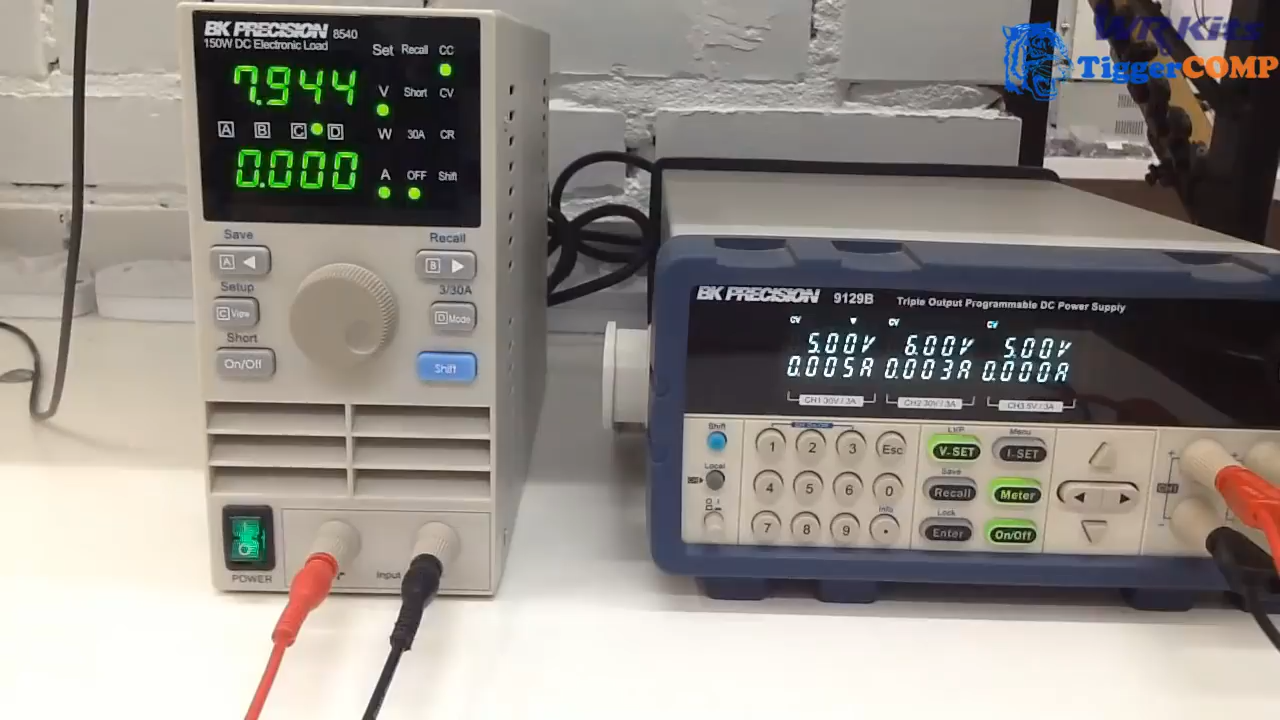 WR Kits
TiggerCOMP
BK PRECISION 8540
150W DC Electronic Load
Set Recall CC
7.944
V Short CV
A B C D
W 30A CR
0.000
A OFF Shift
Save
Recall
A
B
Setup
3/30A
C View
D Mode
Short
On/Off
Shift
POWER
Input
BK PRECISION 9129B Triple Output Programmable DC Power Supply
CV CV CV
5.00V 6.00V 5.00V
0.005A 0.003A 0.000A
CH1 30V / 3A CH2 30V / 3A CH3 5V / 3A
Shift
LVP
Menu
1 2 3 Esc
V-SET I-SET
Local
Save
4 5 6 0
Recall Meter
Lock
Info
7 8 9 •
Enter On/Off
CH1
+
-